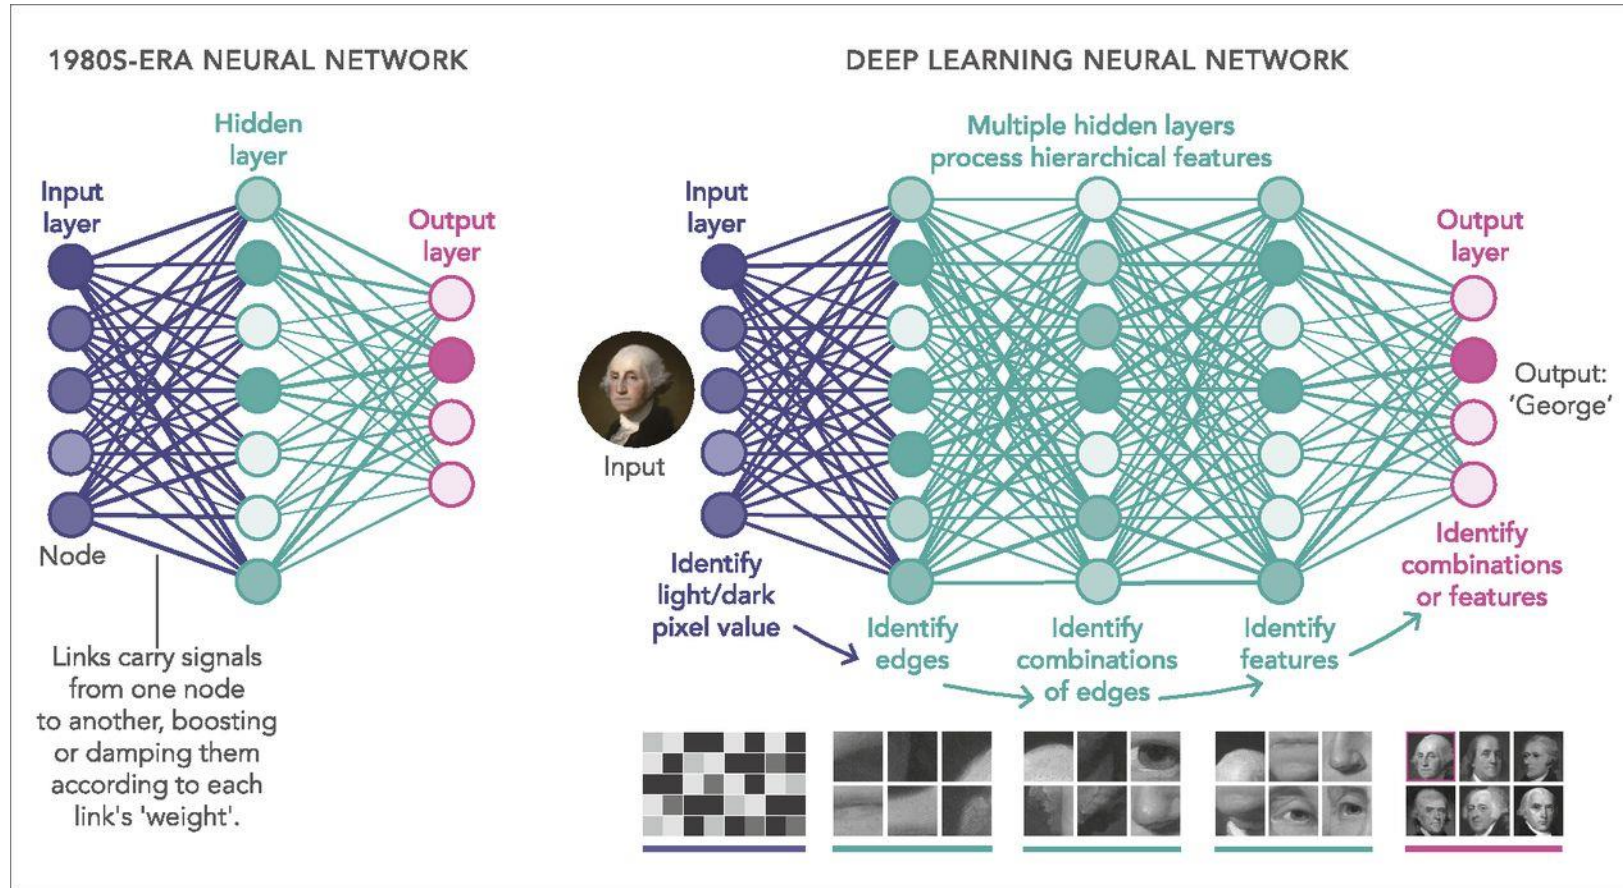 1980S-ERA NEURAL NETWORK
Hidden
layer
Input
layer
Output
layer
Node
Links carry signals
from one node
to another, boosting
or damping them
according to each
link's 'weight'.
DEEP LEARNING NEURAL NETWORK
Multiple hidden layers
process hierarchical features
Input
layer
Output
layer
Input
Output:
'George'
Identify
light/dark
pixel value
Identify
edges
Identify
combinations
of edges
Identify
features
Identify
combinations
or features